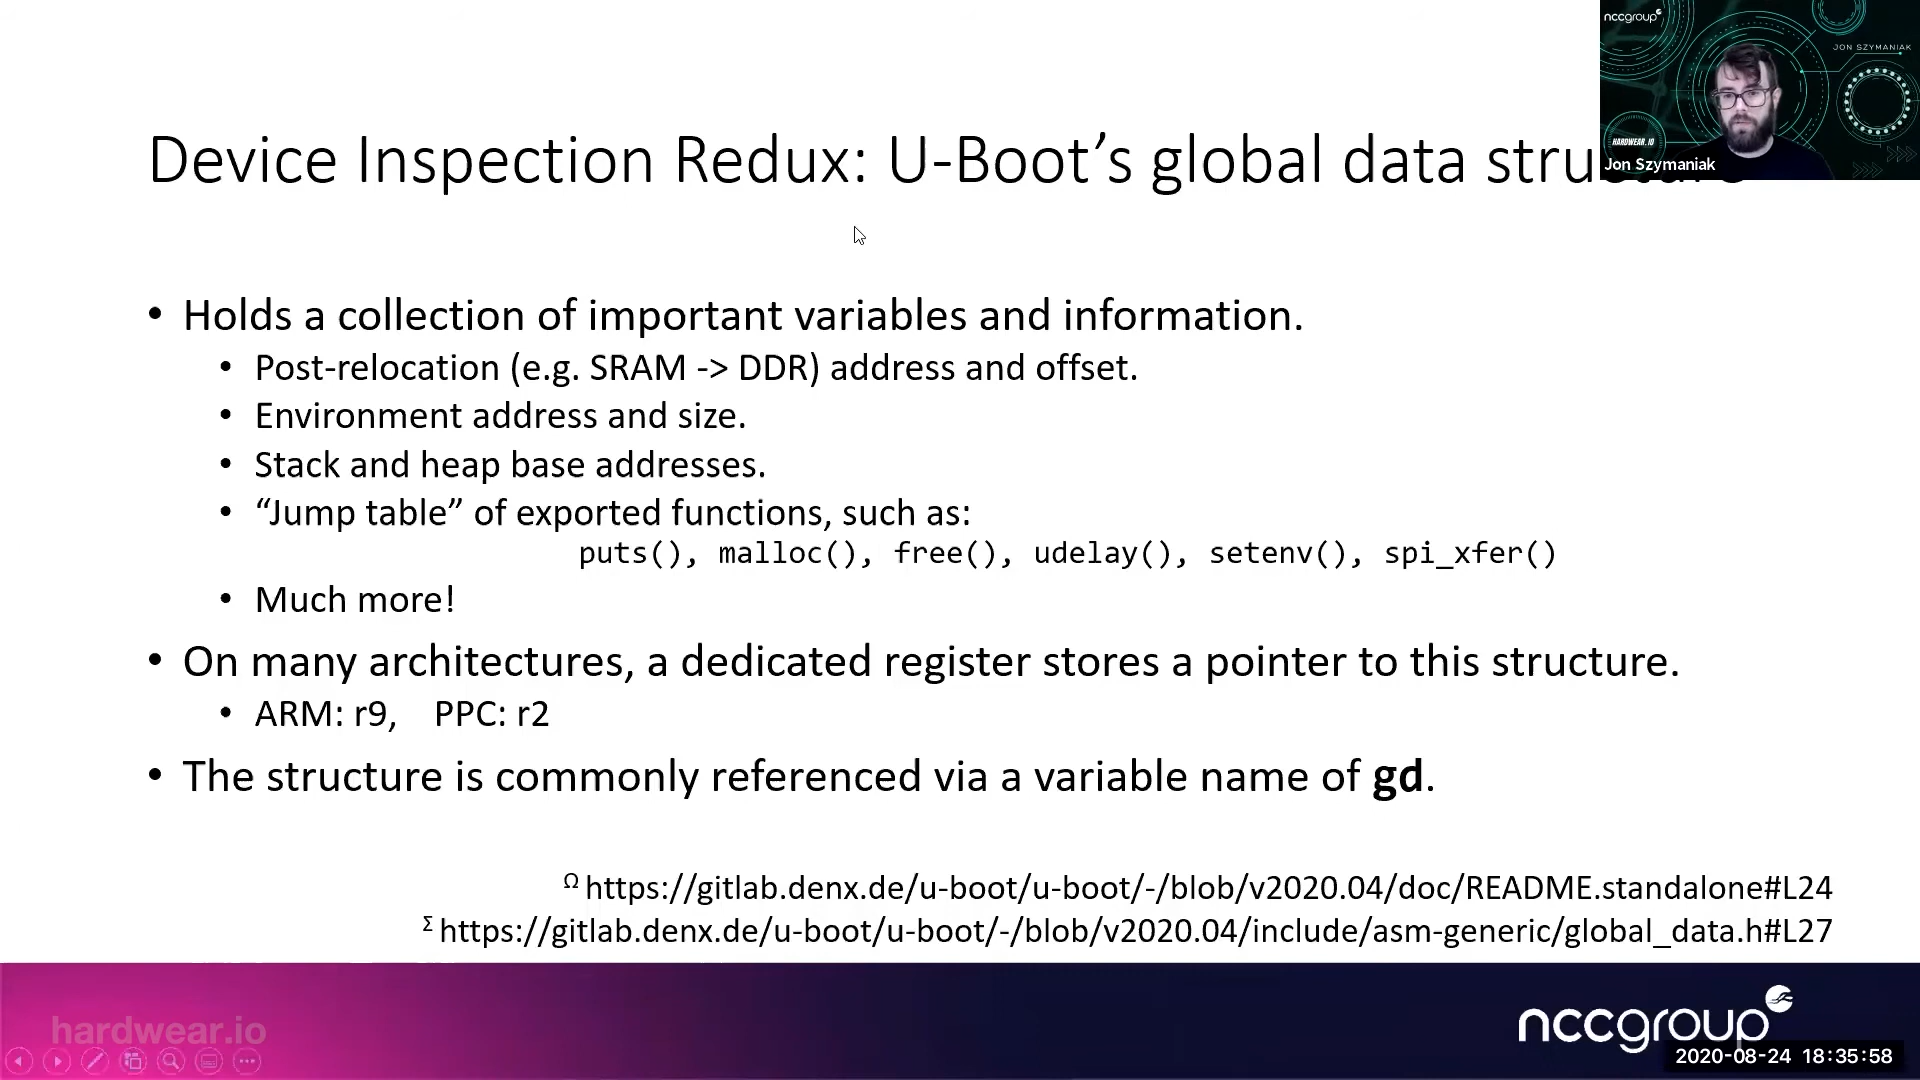 nccgroup
JON SZYMANIAK
HARDWEAR.IO
Jon Szymaniak
Device Inspection Redux: U-Boot’s global data structure
• Holds a collection of important variables and information.
• Post-relocation (e.g. SRAM -> DDR) address and offset.
• Environment address and size.
• Stack and heap base addresses.
• “Jump table” of exported functions, such as:
puts(), malloc(), free(), udelay(), setenv(), spi_xfer()
• Much more!
• On many architectures, a dedicated register stores a pointer to this structure.
• ARM: r9, PPC: r2
• The structure is commonly referenced via a variable name of gd.
Ω https://gitlab.denx.de/u-boot/u-boot/-/blob/v2020.04/doc/README.standalone#L24
Σ https://gitlab.denx.de/u-boot/u-boot/-/blob/v2020.04/include/asm-generic/global_data.h#L27
hardwear.io
nccgroup
2020-08-24 18:35:58